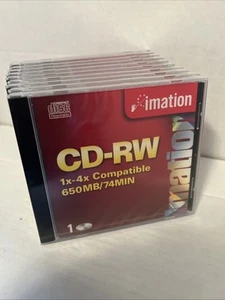 imation
CD-RW
1x-4x Compatible
650MB/74MIN
imation
1